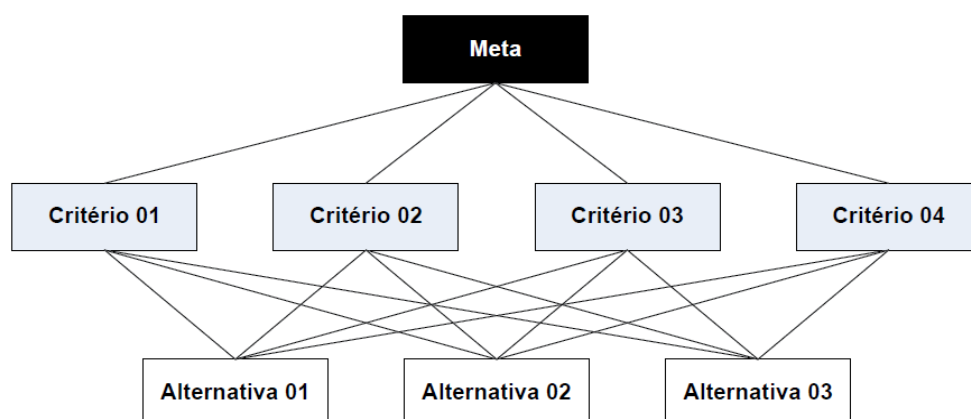 Meta
Critério 01
Critério 02
Critério 03
Critério 04
Alternativa 01
Alternativa 02
Alternativa 03